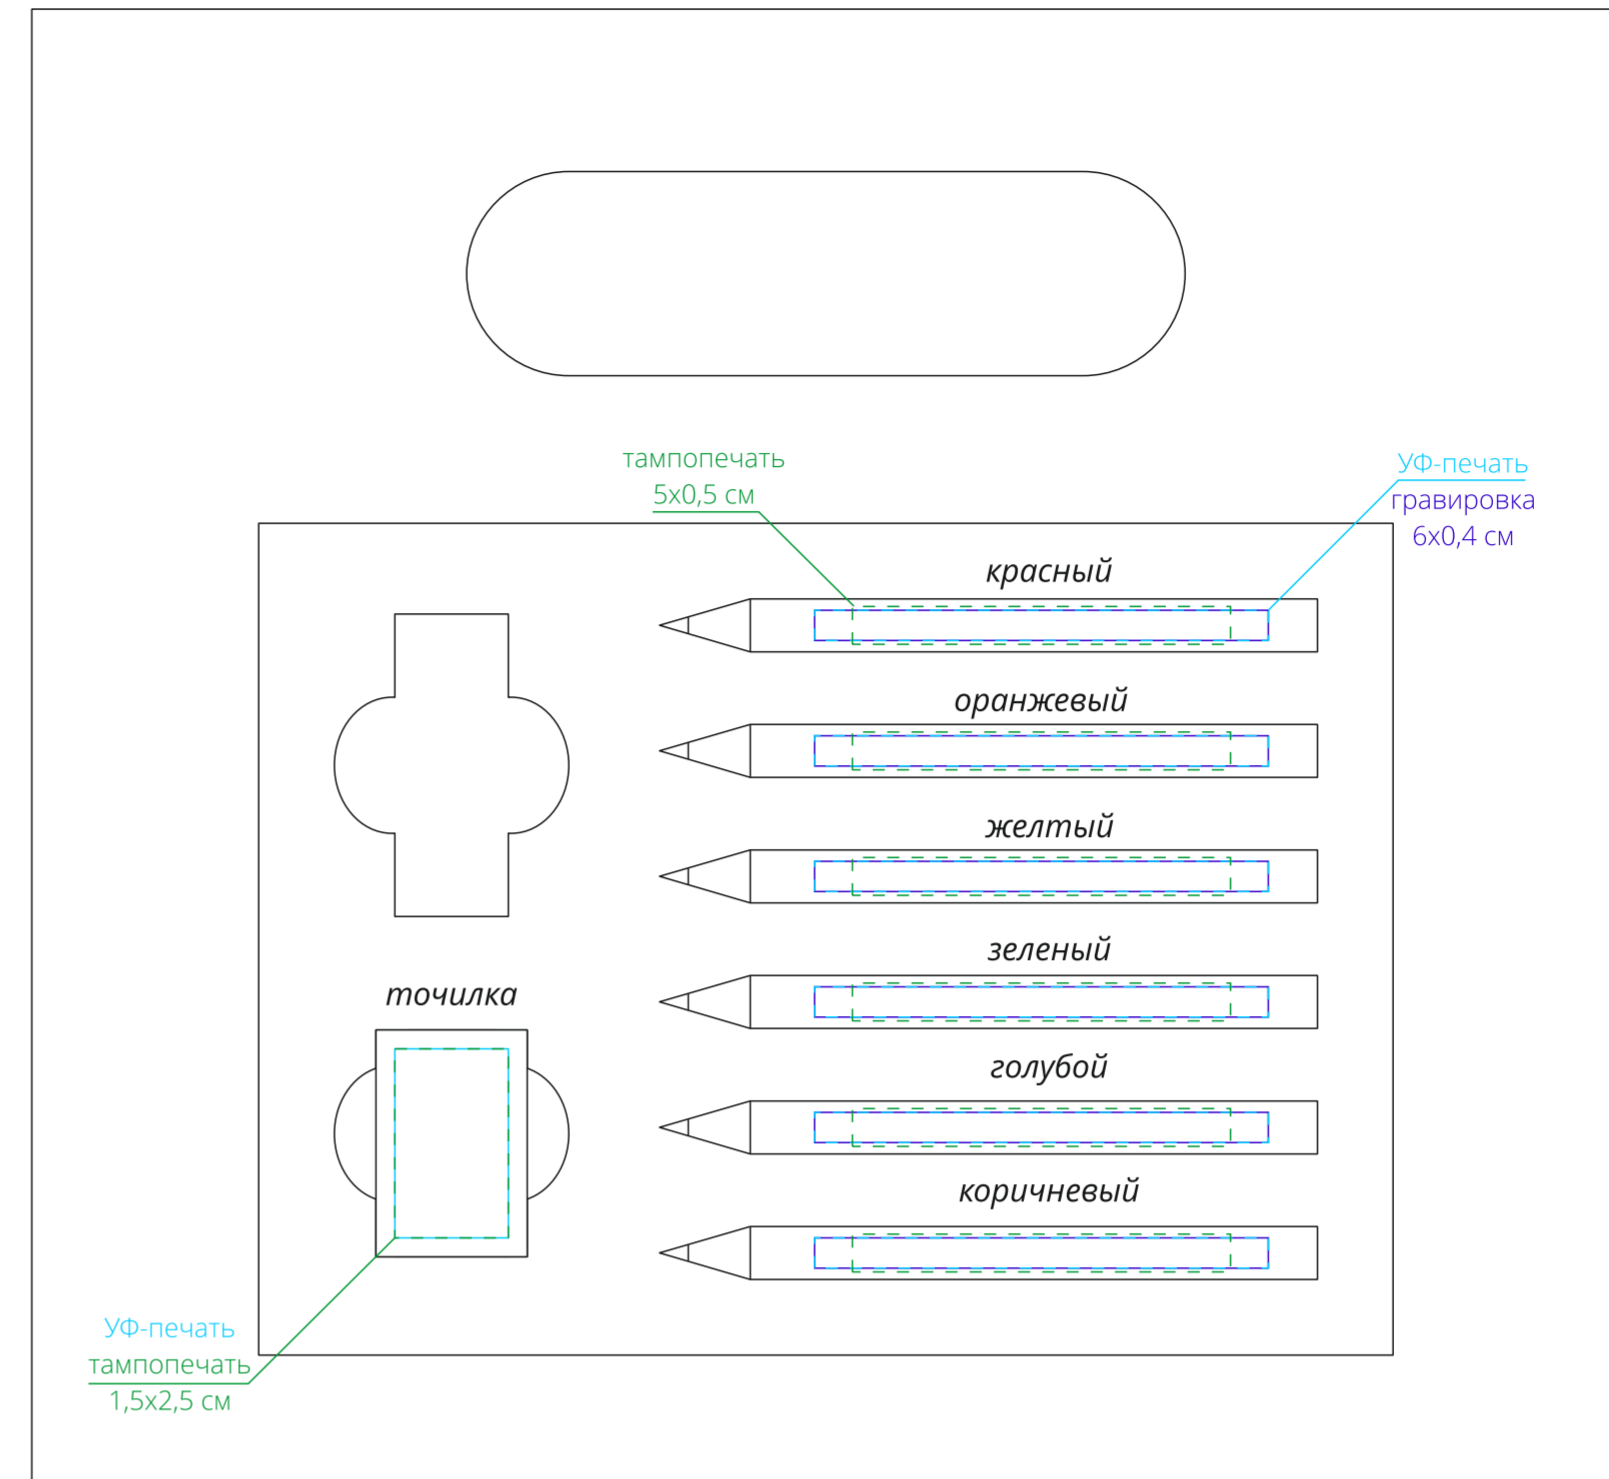 тампопечать
5х0,5 см
УФ-печать
гравировка
6х0,4 см
красный
оранжевый
желтый
зеленый
точилка
голубой
коричневый
УФ-печать
тампопечать
1,5х2,5 см